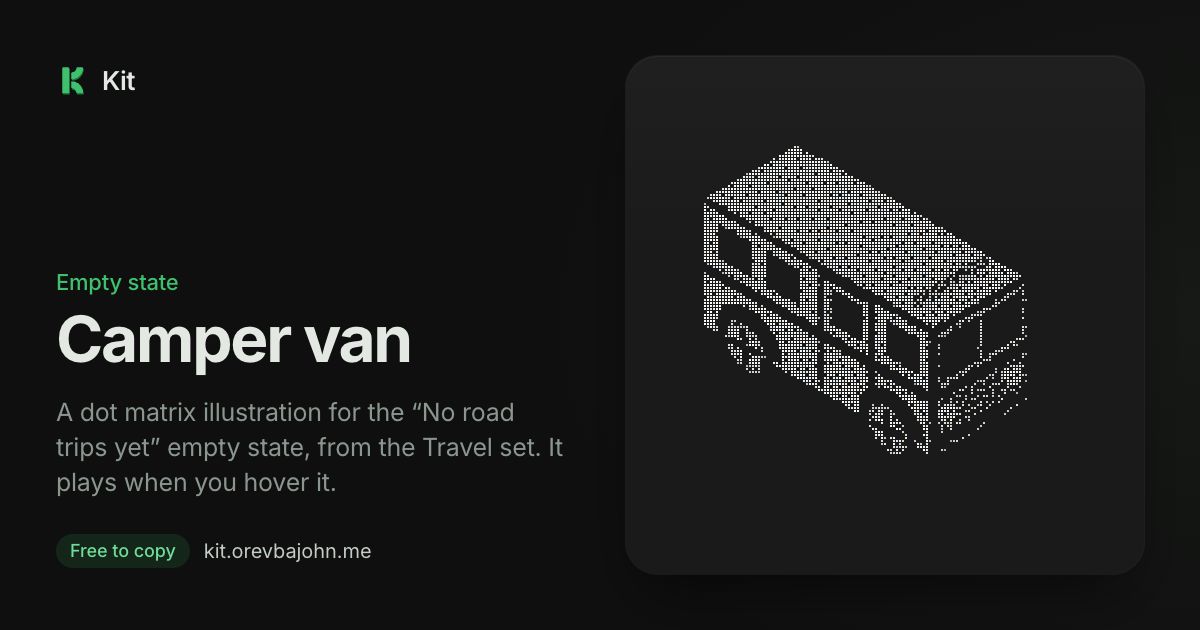 Kit
Empty state
Camper van
A dot matrix illustration for the “No road
trips yet” empty state, from the Travel set. It
plays when you hover it.
Free to copy
kit.orevbajohn.me